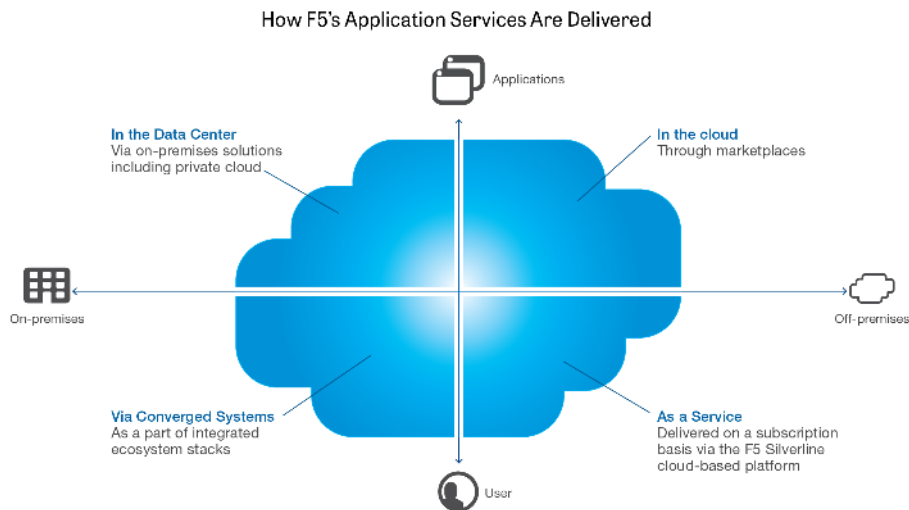 How F5's Application Services Are Delivered
Applications
In the Data Center
Via on-premises solutions
including private cloud
In the cloud
Through marketplaces
On-premises
Off-premises
Via Converged Systems
As a part of integrated
ecosystem stacks
As a Service
Delivered on a subscription
basis via the F5 Silverline
cloud-based platform
User